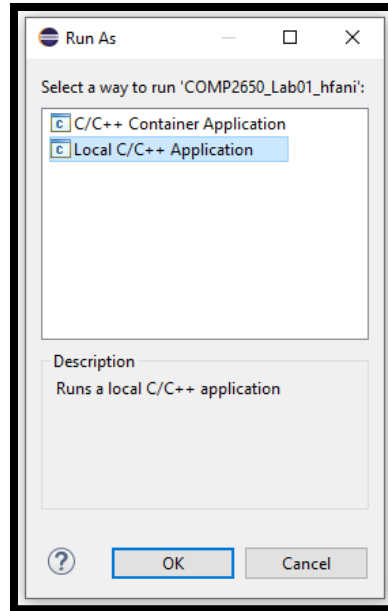 Run As
Select a way to run 'COMP2650_Lab01_hfani':
C/C++ Container Application
Local C/C++ Application
Description
Runs a local C/C++ application
OK Cancel